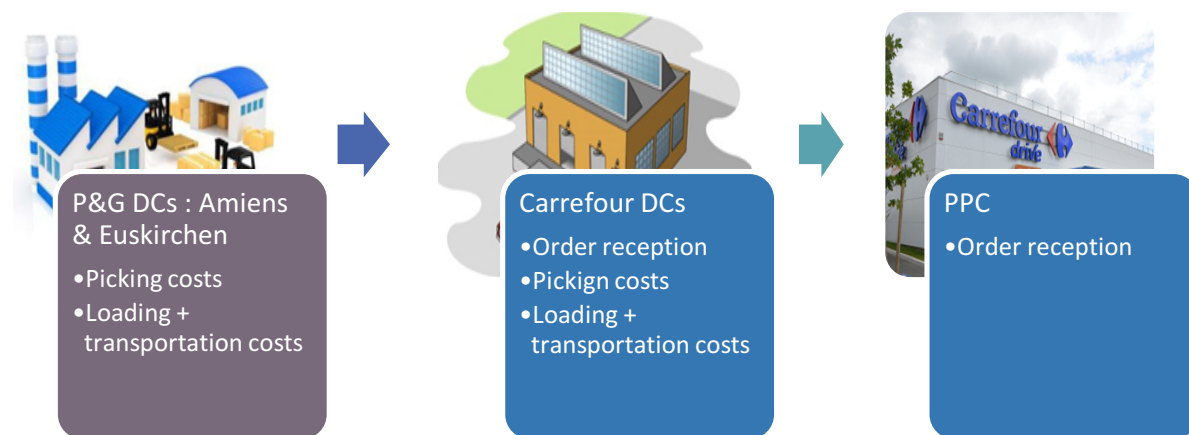 P&G DCs : Amiens
& Euskirchen
•Picking costs
•Loading +
transportation costs
Carrefour DCs
•Order reception
•Pickign costs
•Loading +
transportation costs
Carrefour
drive
PPC
•Order reception